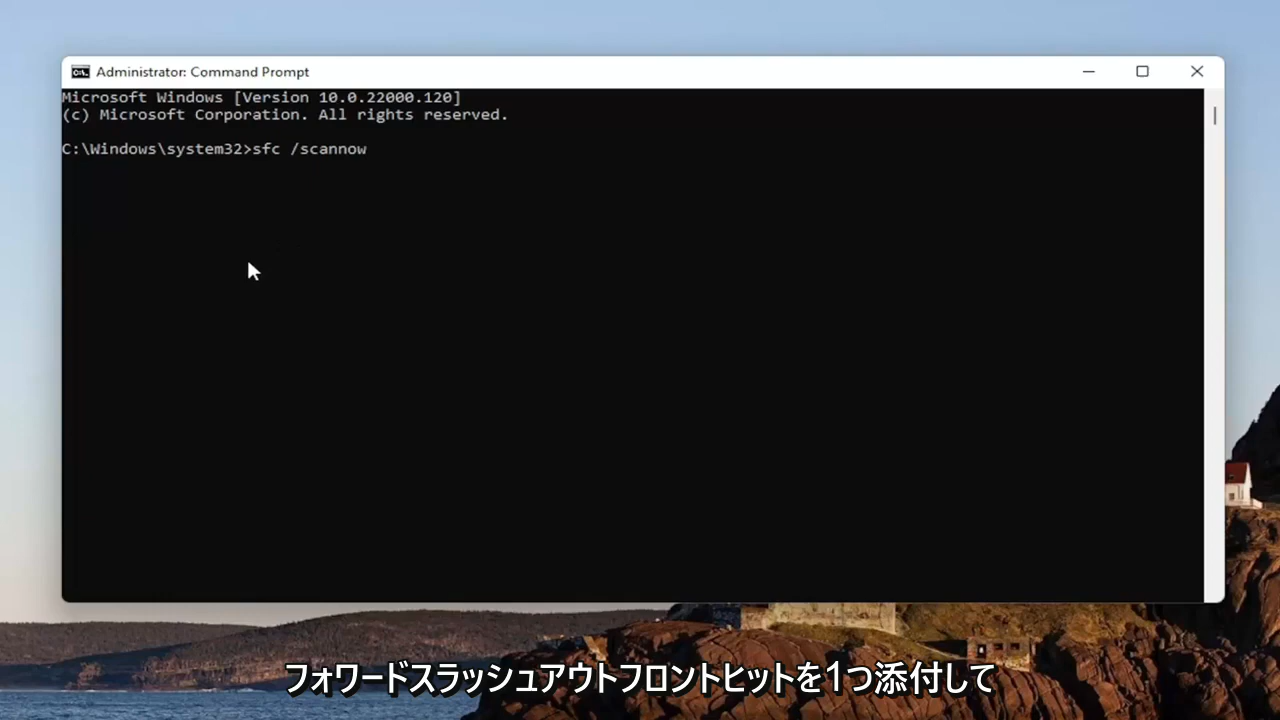 Administrator: Command Prompt
Microsoft Windows [Version 10.0.22000.120]
(c) Microsoft Corporation. All rights reserved.
C:\Windows\system32>sfc /scannow
フォワードスラッシュアウトフロントヒットを1つ添付して